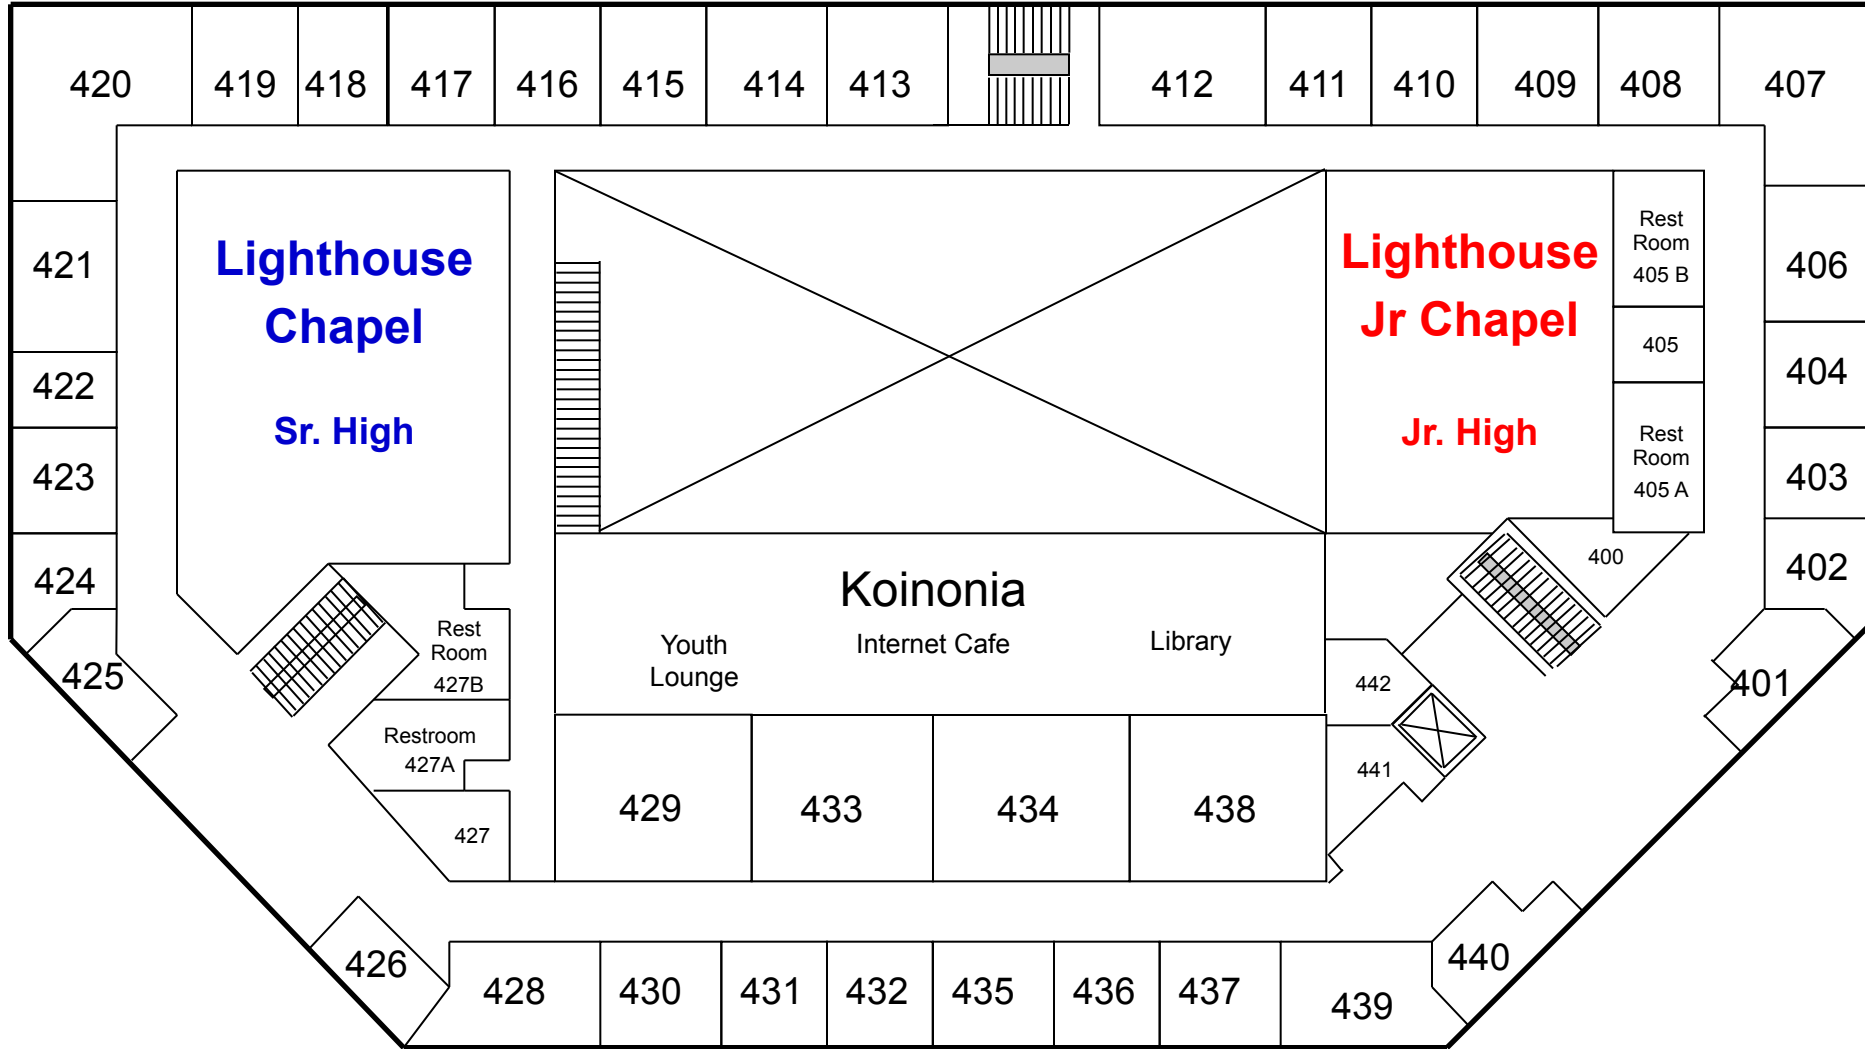 420
419
418
417
416
415
414
413
412
411
410
409
408
407
421
Lighthouse
Chapel
Sr. High
Lighthouse
Jr Chapel
Jr. High
Rest
Room
405 B
405
Rest
Room
405 A
406
404
403
402
422
423
424
425
400
401
Koinonia
Youth
Lounge
Internet Cafe
Library
Rest
Room
427B
Restroom
427A
427
442
441
429
433
434
438
426
428
430
431
432
435
436
437
439
440